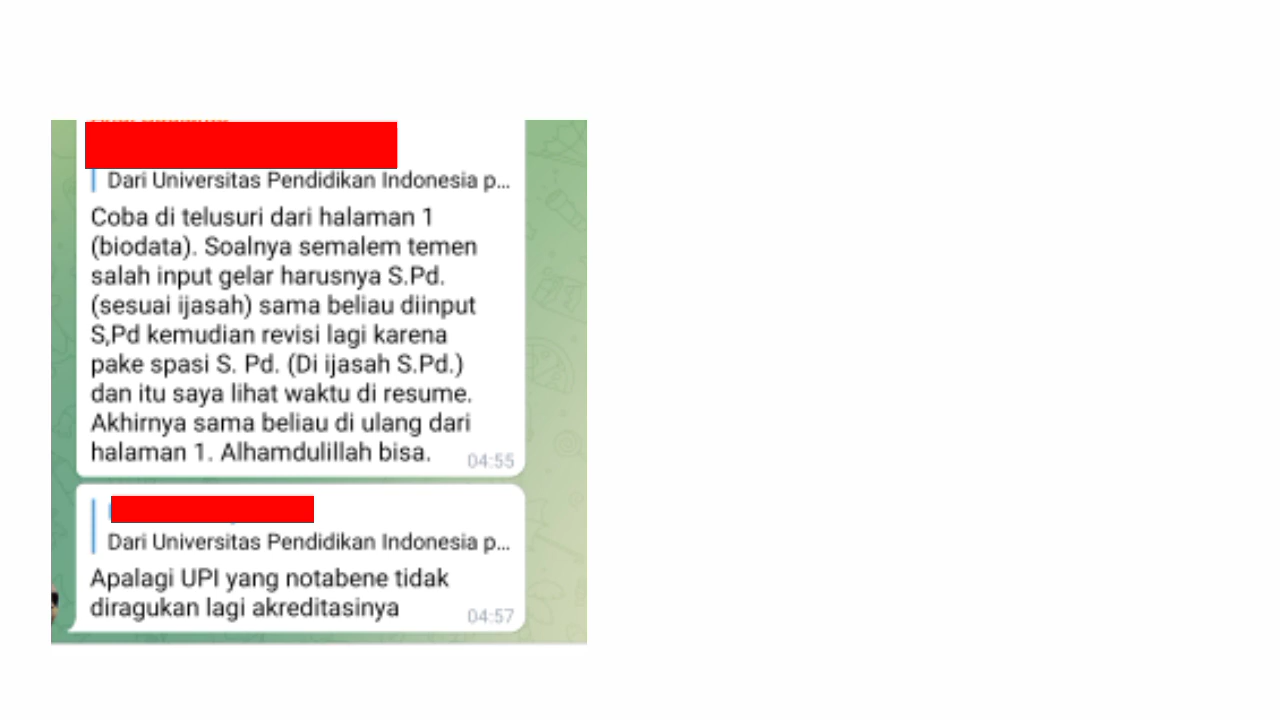 Dari Universitas Pendidikan Indonesia p...
Coba di telusuri dari halaman 1
(biodata). Soalnya semalem temen
salah input gelar harusnya S.Pd.
(sesuai ijasah) sama beliau diinput
S,Pd kemudian revisi lagi karena
pake spasi S. Pd. (Di ijasah S.Pd.)
dan itu saya lihat waktu di resume.
Akhirnya sama beliau di ulang dari
halaman 1. Alhamdulillah bisa.
04:55
Dari Universitas Pendidikan Indonesia p...
Apalagi UPI yang notabene tidak
diragukan lagi akreditasinya
04:57